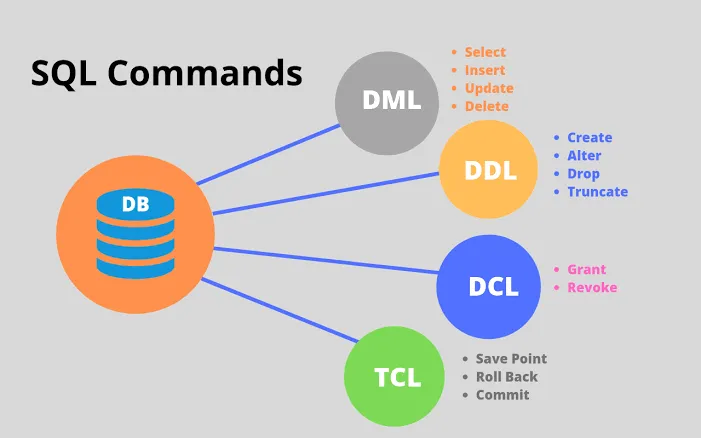 SQL Commands
DB
DML
Select
Insert
Update
Delete
DDL
Create
Alter
Drop
Truncate
DCL
Grant
Revoke
TCL
Save Point
Roll Back
Commit